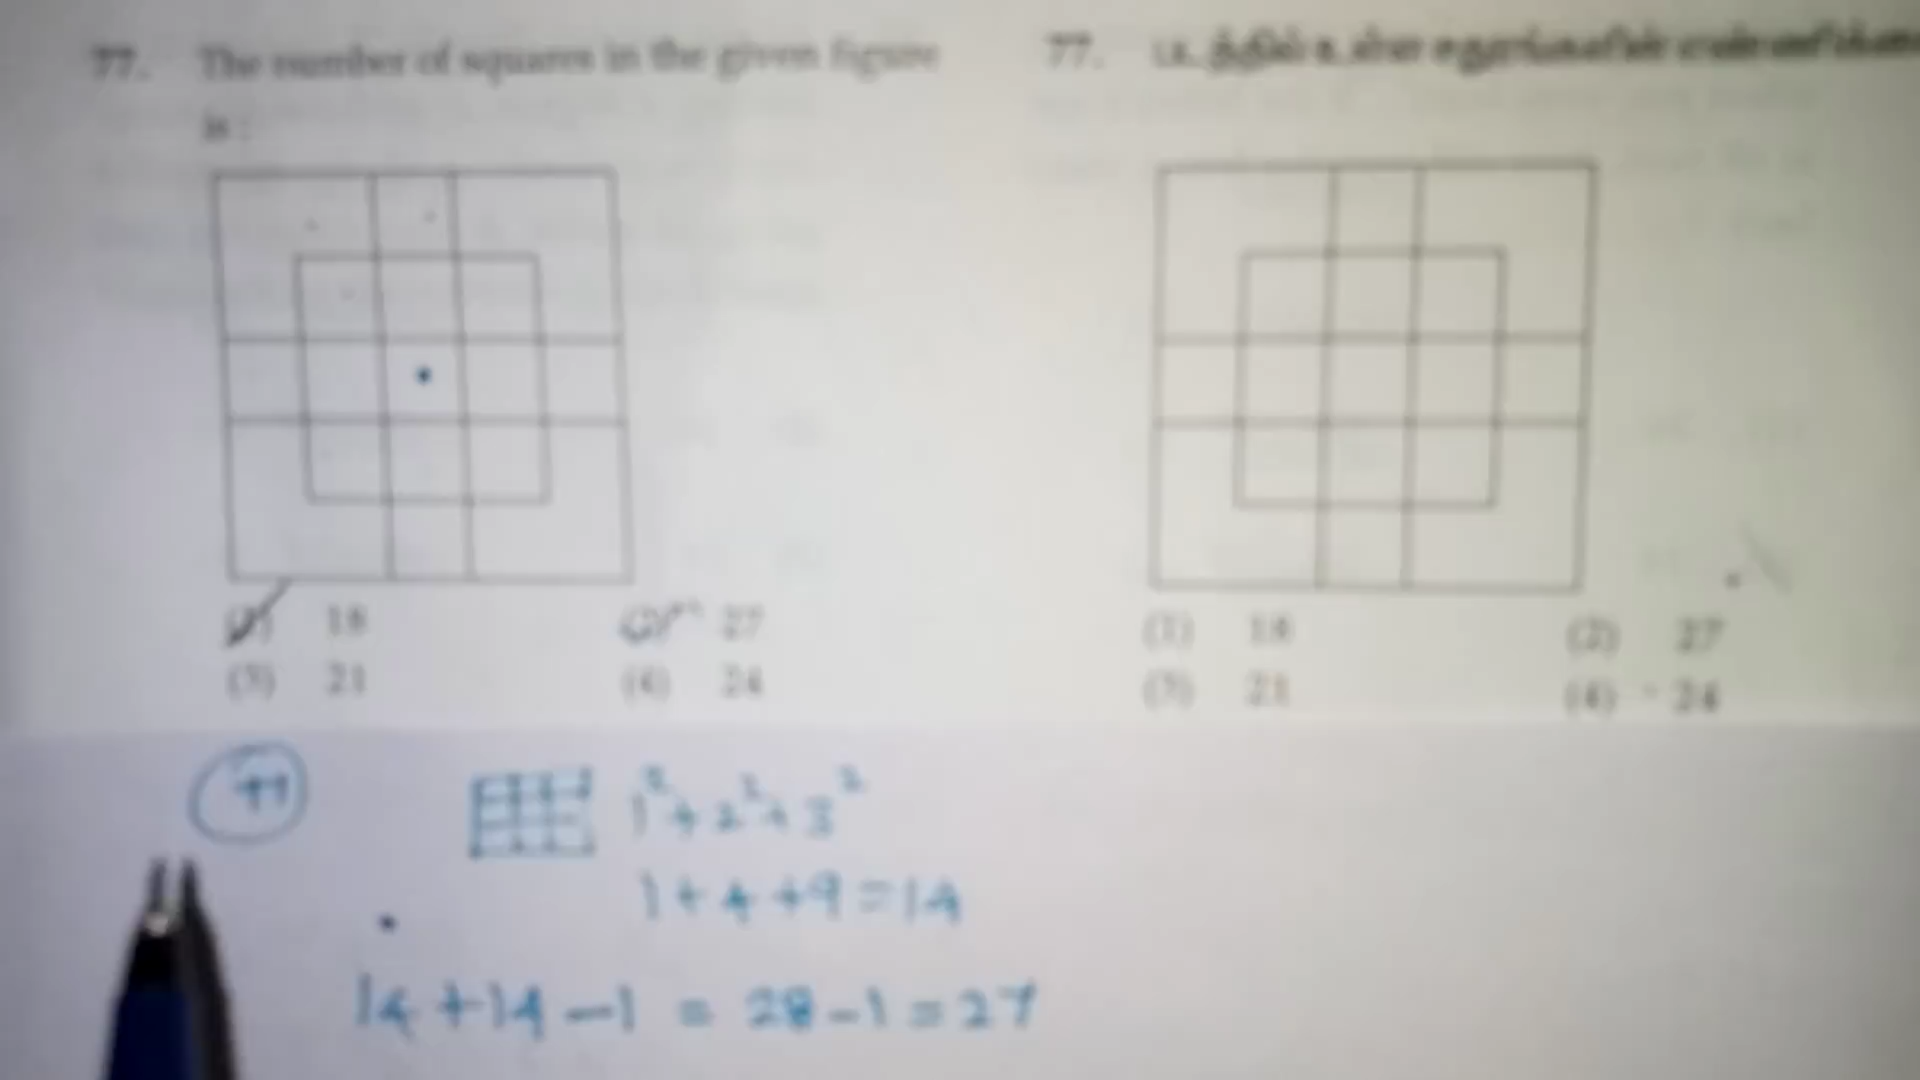 77. The number of squares in the given figure
is :
(1) 18 (2) 27
(3) 21 (4) 24
77.
(1) 18 (2) 27
(3) 21 (4) 24
77
1² + 2² + 3²
1 + 4 + 9 = 14
14 + 14 - 1 = 28 - 1 = 27